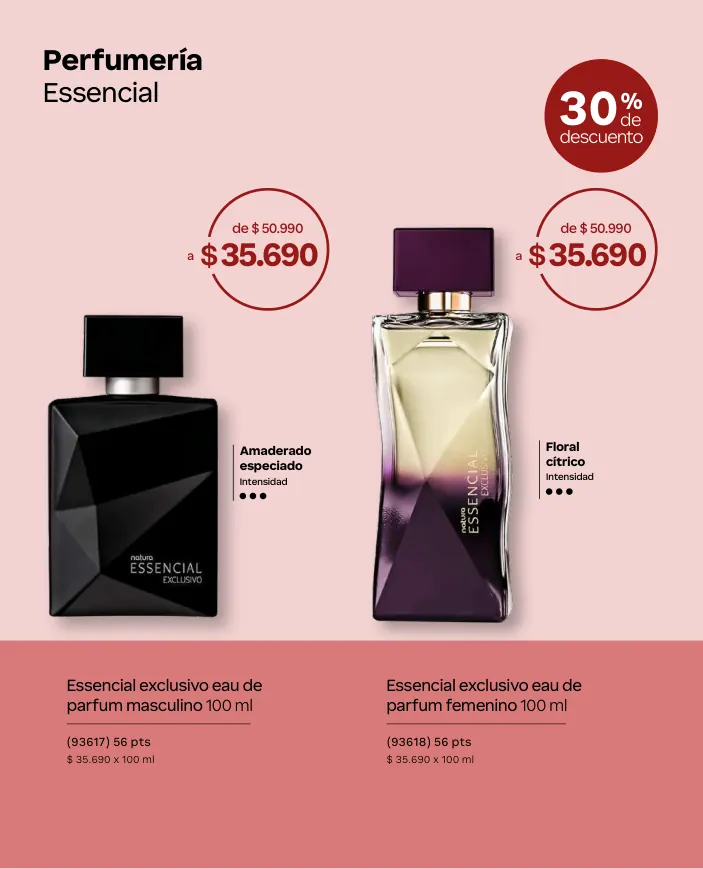 Perfumería
Essencial
30%
de
descuento
de $ 50.990
a $ 35.690
de $ 50.990
a $ 35.690
Amaderado
especiado
Intensidad
Floral
cítrico
Intensidad
natura
ESSENCIAL
EXCLUSIVO
natura
ESSENCIAL
EXCLUSIVO
Essencial exclusivo eau de
parfum masculino 100 ml
(93617) 56 pts
$ 35.690 x 100 ml
Essencial exclusivo eau de
parfum femenino 100 ml
(93618) 56 pts
$ 35.690 x 100 ml